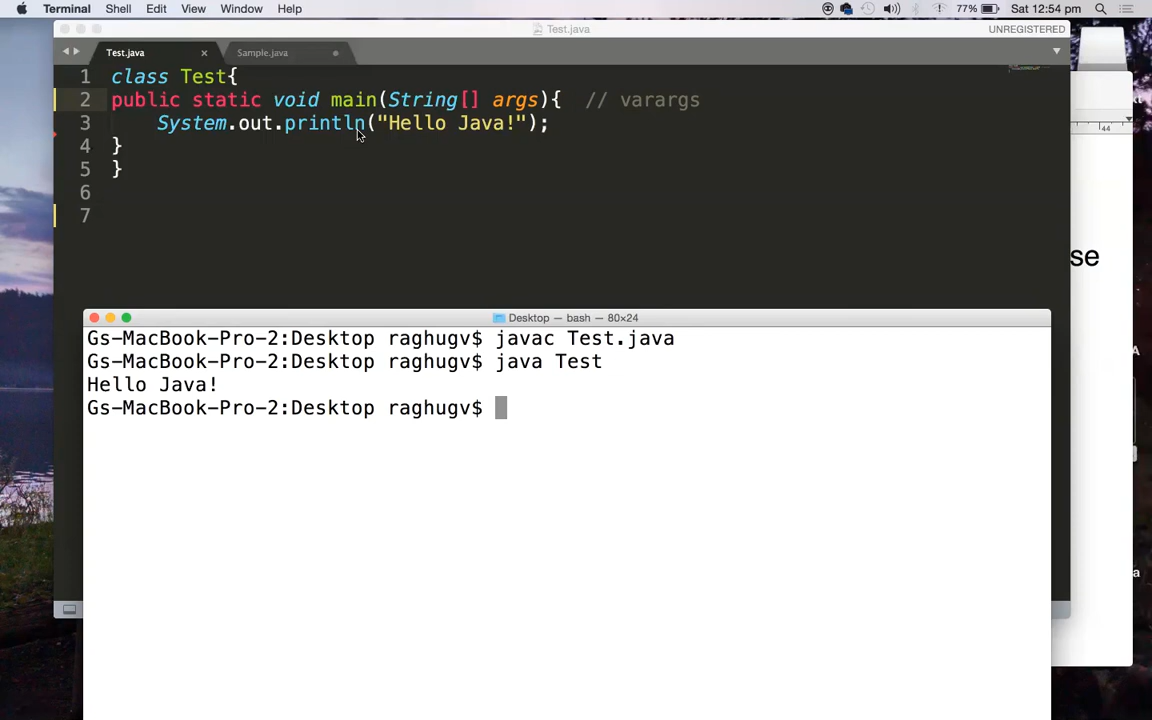 Terminal Shell Edit View Window Help 77% Sat 12:54 pm
Test.java UNREGISTERED
Test.java Sample.java
1 class Test{
2 public static void main(String[] args){ // varargs
3 System.out.println("Hello Java!");
4 }
5 }
6
7
44
se
Desktop — bash — 80×24
Gs-MacBook-Pro-2:Desktop raghugv$ javac Test.java
Gs-MacBook-Pro-2:Desktop raghugv$ java Test
Hello Java!
Gs-MacBook-Pro-2:Desktop raghugv$